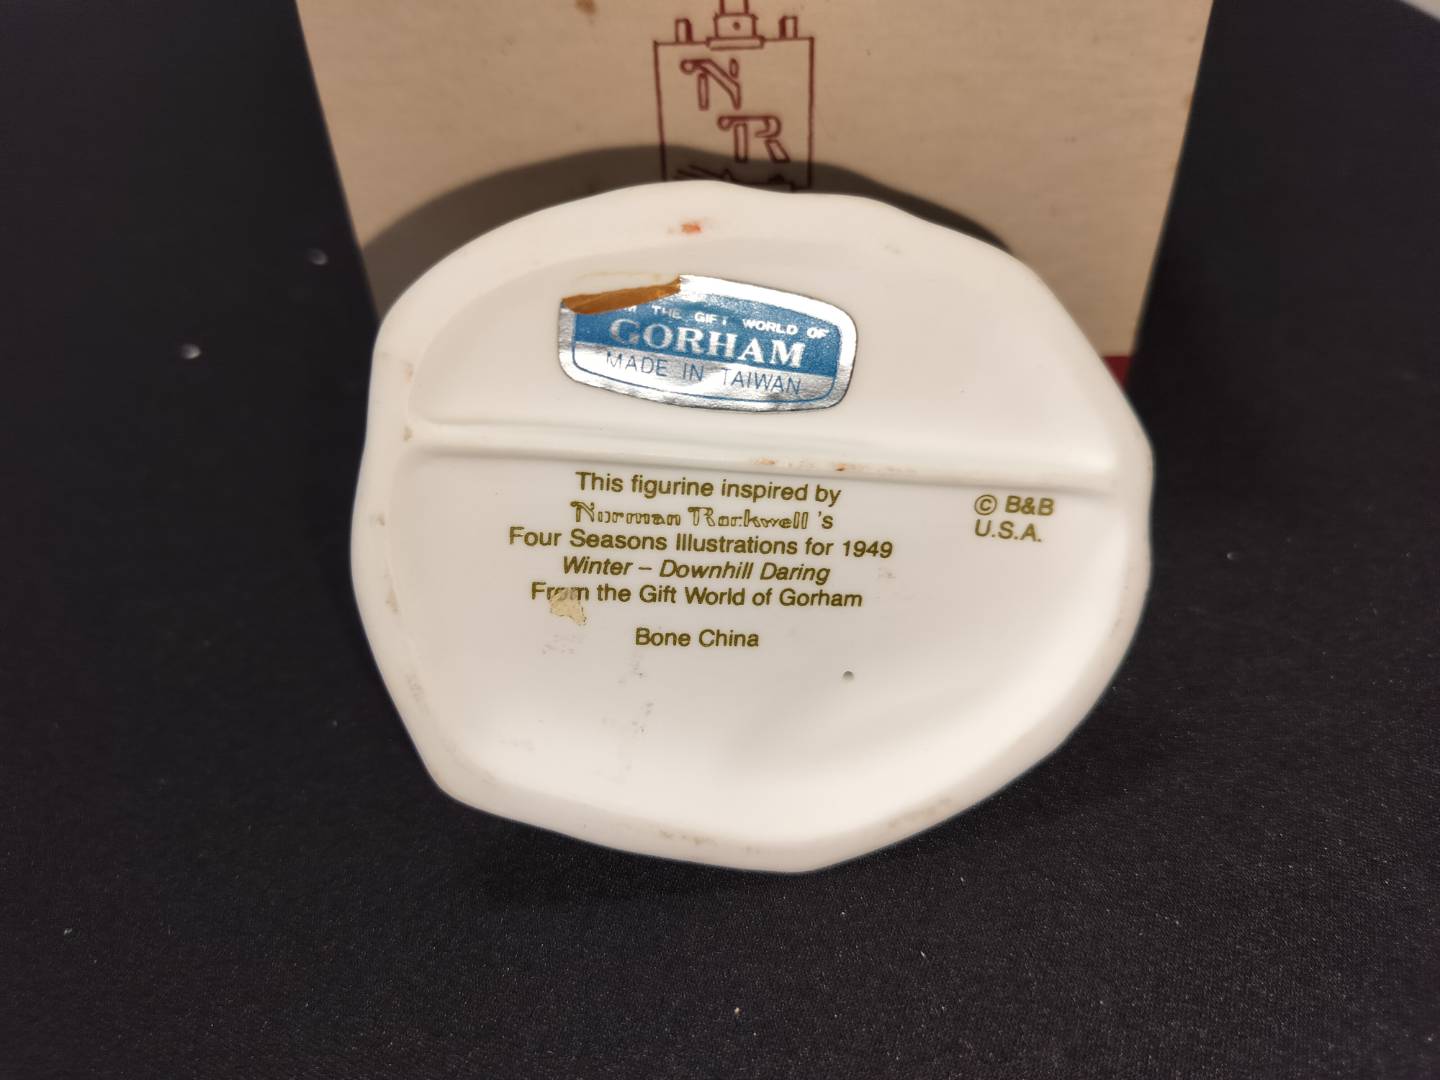 N
R
THE GIFT WORLD OF
GORHAM
MADE IN TAIWAN
This figurine inspired by
Norman Rockwell's
Four Seasons Illustrations for 1949
Winter – Downhill Daring
From the Gift World of Gorham
Bone China
© B&B
U.S.A.